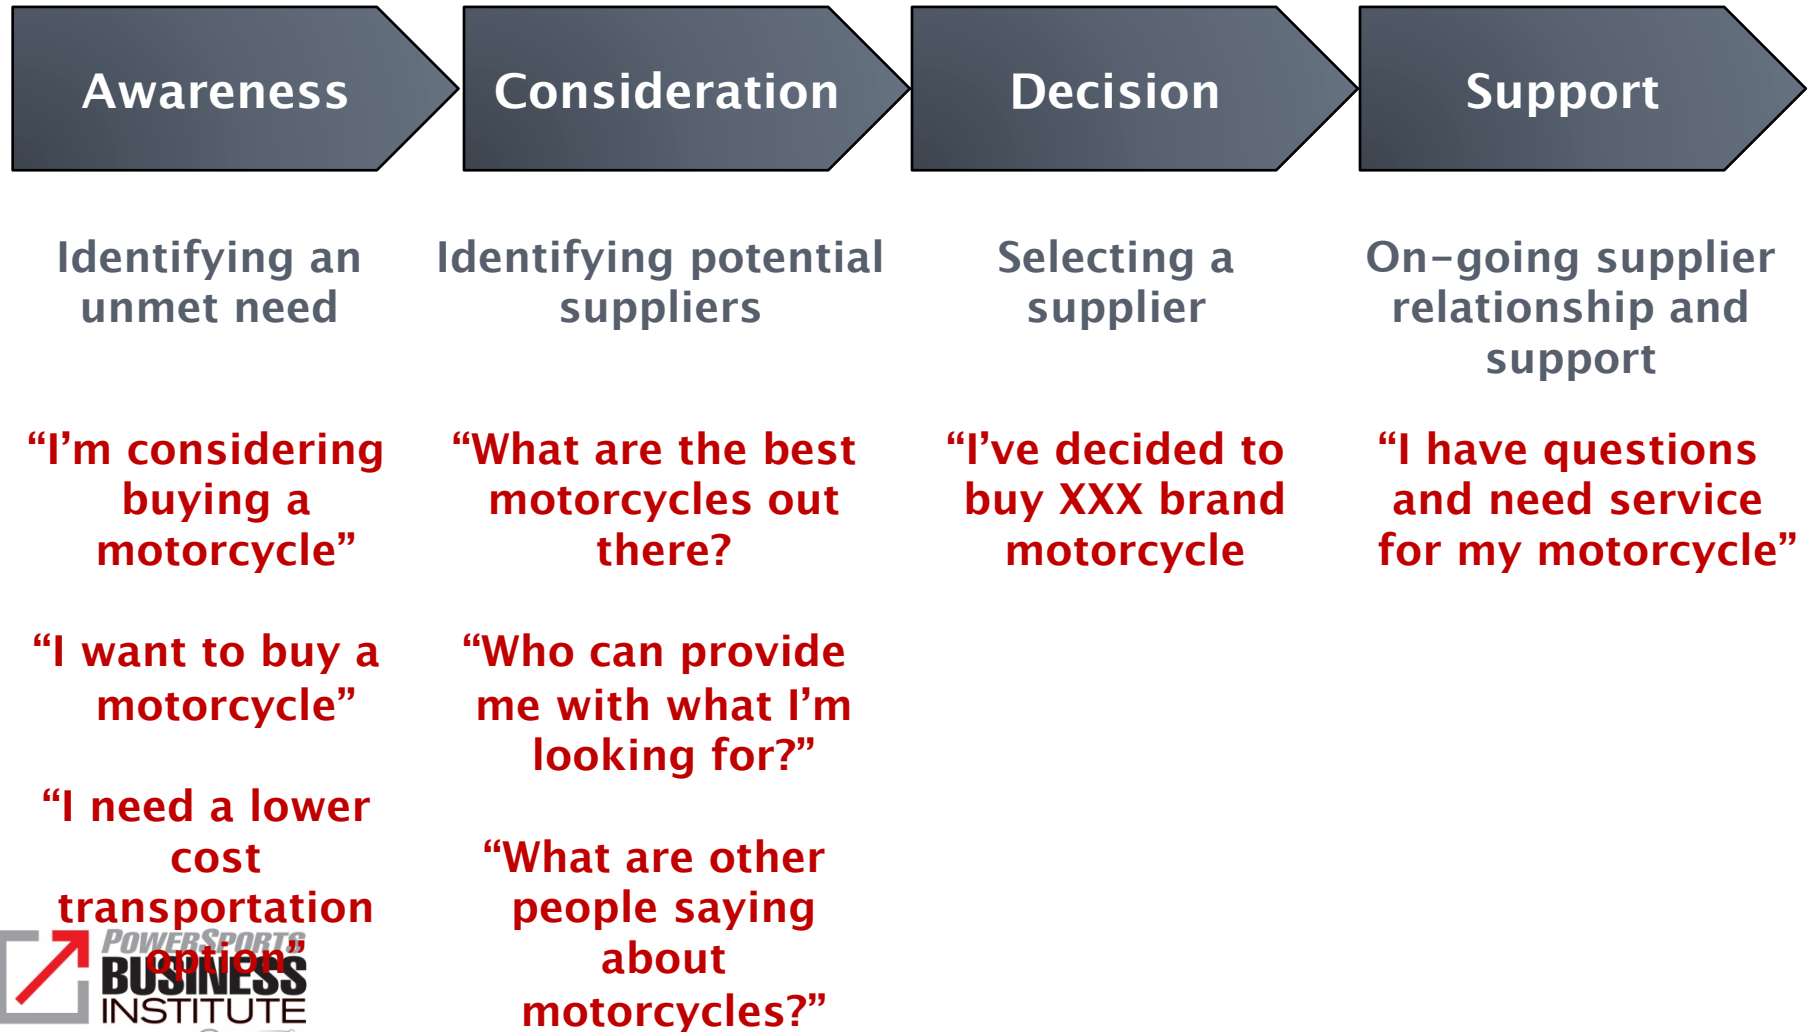 Awareness
Consideration
Decision
Support
Identifying an
unmet need
Identifying potential
suppliers
Selecting a
supplier
On-going supplier
relationship and
support
“I’m considering
buying a
motorcycle”
“I want to buy a
motorcycle”
“I need a lower
cost
transportation
option”
“What are the best
motorcycles out
there?
“Who can provide
me with what I’m
looking for?”
“What are other
people saying
about
motorcycles?”
“I’ve decided to
buy XXX brand
motorcycle
“I have questions
and need service
for my motorcycle”
POWERSPORTS
BUSINESS
INSTITUTE